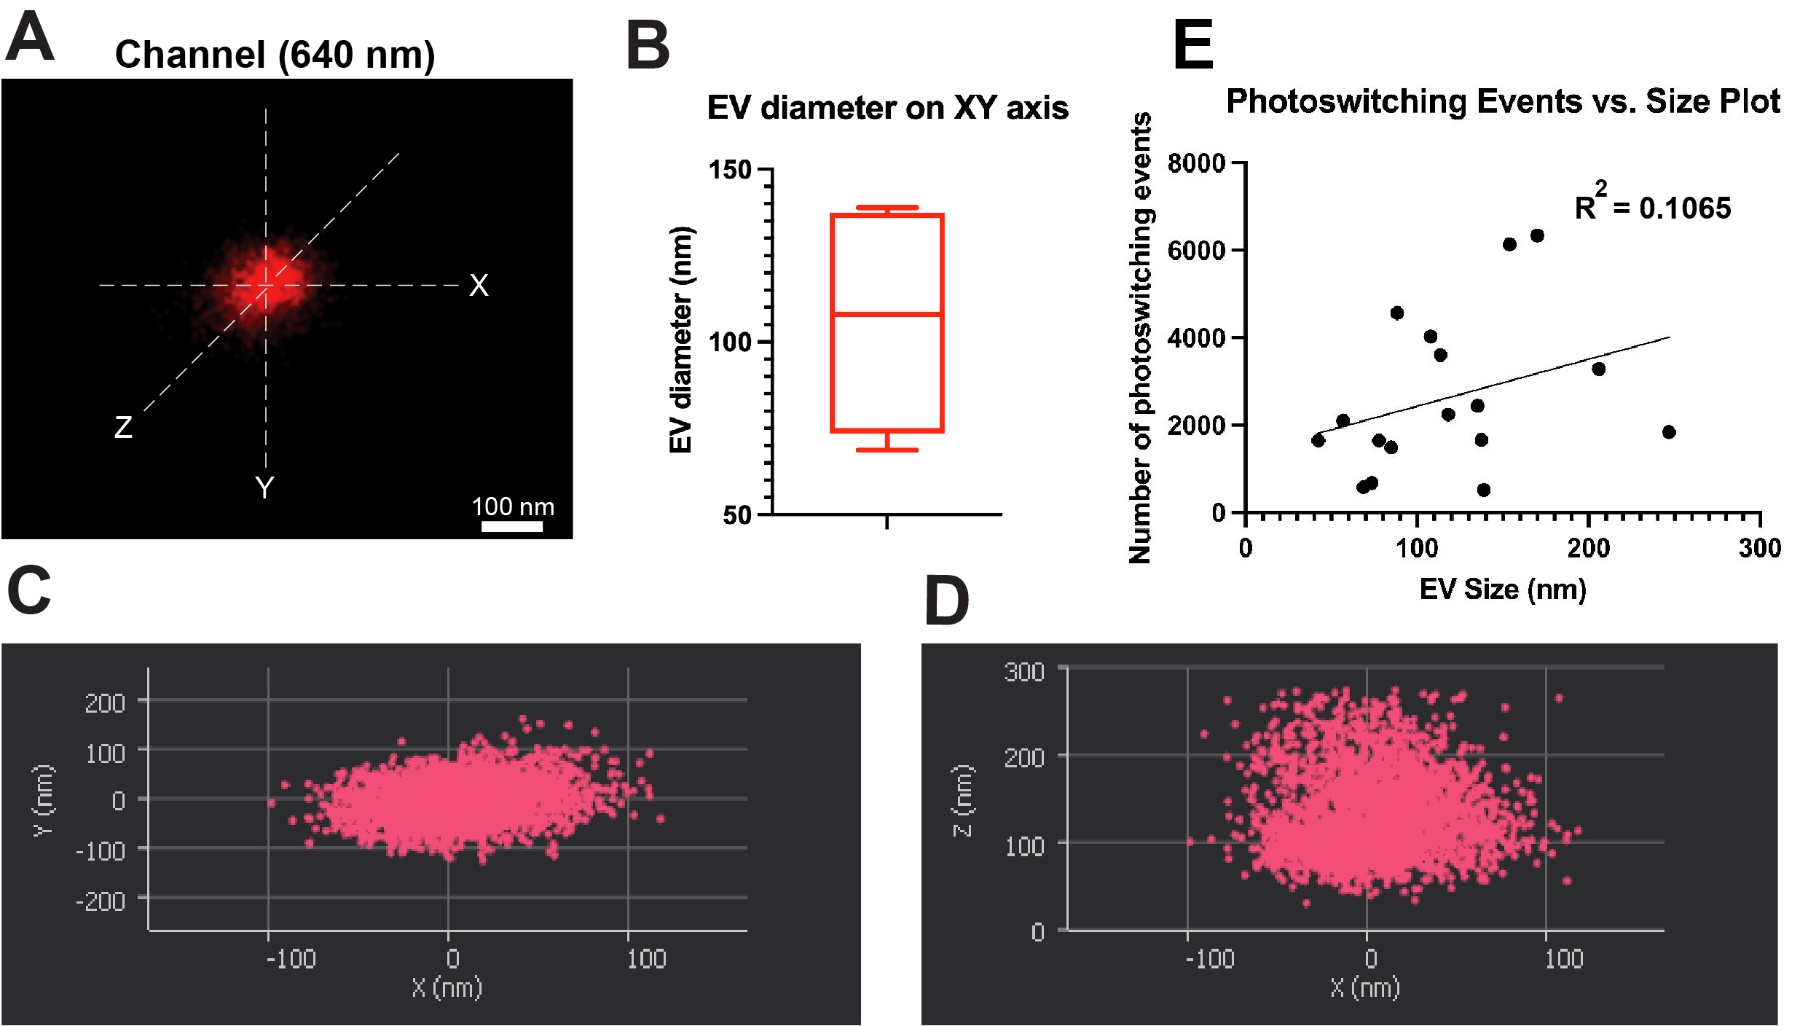 A
Channel (640 nm)
X
Z
Y
100 nm
B
EV diameter on XY axis
EV diameter (nm)
150
100
50
E
Photoswitching Events vs. Size Plot
Number of photoswitching events
8000
6000
4000
2000
0
R² = 0.1065
0 100 200 300
EV Size (nm)
C
Y (nm)
200
100
0
-100
-200
-100 0 100
X (nm)
D
Z (nm)
300
200
100
0
-100 0 100
X (nm)